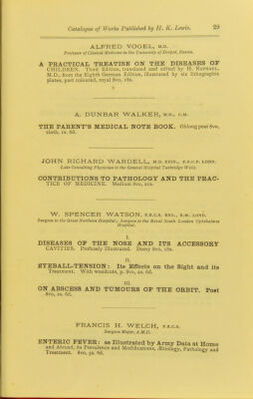 Catalogue of Works Published by H. K. Lewis. 29
ALFRED VOGEL, M.D.
Professor of Clinical Medicine in the University of Dorpat, Russia.
A PRACTICAL TREATISE ON THE DISEASES OF
CHILDREN. Third Edition, translated and edited by H. RAPHAEL,
M.D., from the Eighth German Edition, illustrated by six lithographic
plates, part coloured, royal 8vo, 18s.
A. DUNBAR WALKER, M.D., C.M.
THE PARENT'S MEDICAL NOTE BOOK. Oblong post 8vo,
cloth, 1s. 6d.
JOHN RICHARD WARDELL, M.D. EDIN., F.R.C.P. LOND.
Late Consulting Physician to the General Hospital Tunbridge Wells.
CONTRIBUTIONS TO PATHOLOGY AND THE PRAC-
TICE OF MEDICINE. Medium 8vo, 21s.
W. SPENCER WATSON, F.R.C.S. ENG., B.M. LOND.
Surgeon to the Great Northern Hospital; Surgeon to the Royal South London Ophthalmic
Hospital.
I.
DISEASES OF THE NOSE AND ITS ACCESSORY
CAVITIES. Profusely Illustrated. Demy 8vo, 18s.
II.
EYEBALL-TENSION: Its Effects on the Sight and its
Treatment. With woodcuts, p. 8vo, 2s. 6d.
III.
ON ABSCESS AND TUMOURS OF THE ORBIT. Post
8vo, 2s. 6d.
FRANCIS H. WELCH, F.R.C.S.
Surgeon Major, A.M.D.
ENTERIC FEVER: as Illustrated by Army Data at Home
and Abroad, its Prevalence and Modifications, Ætiology, Pathology and
Treatment. 8vo, 5s. 6d.